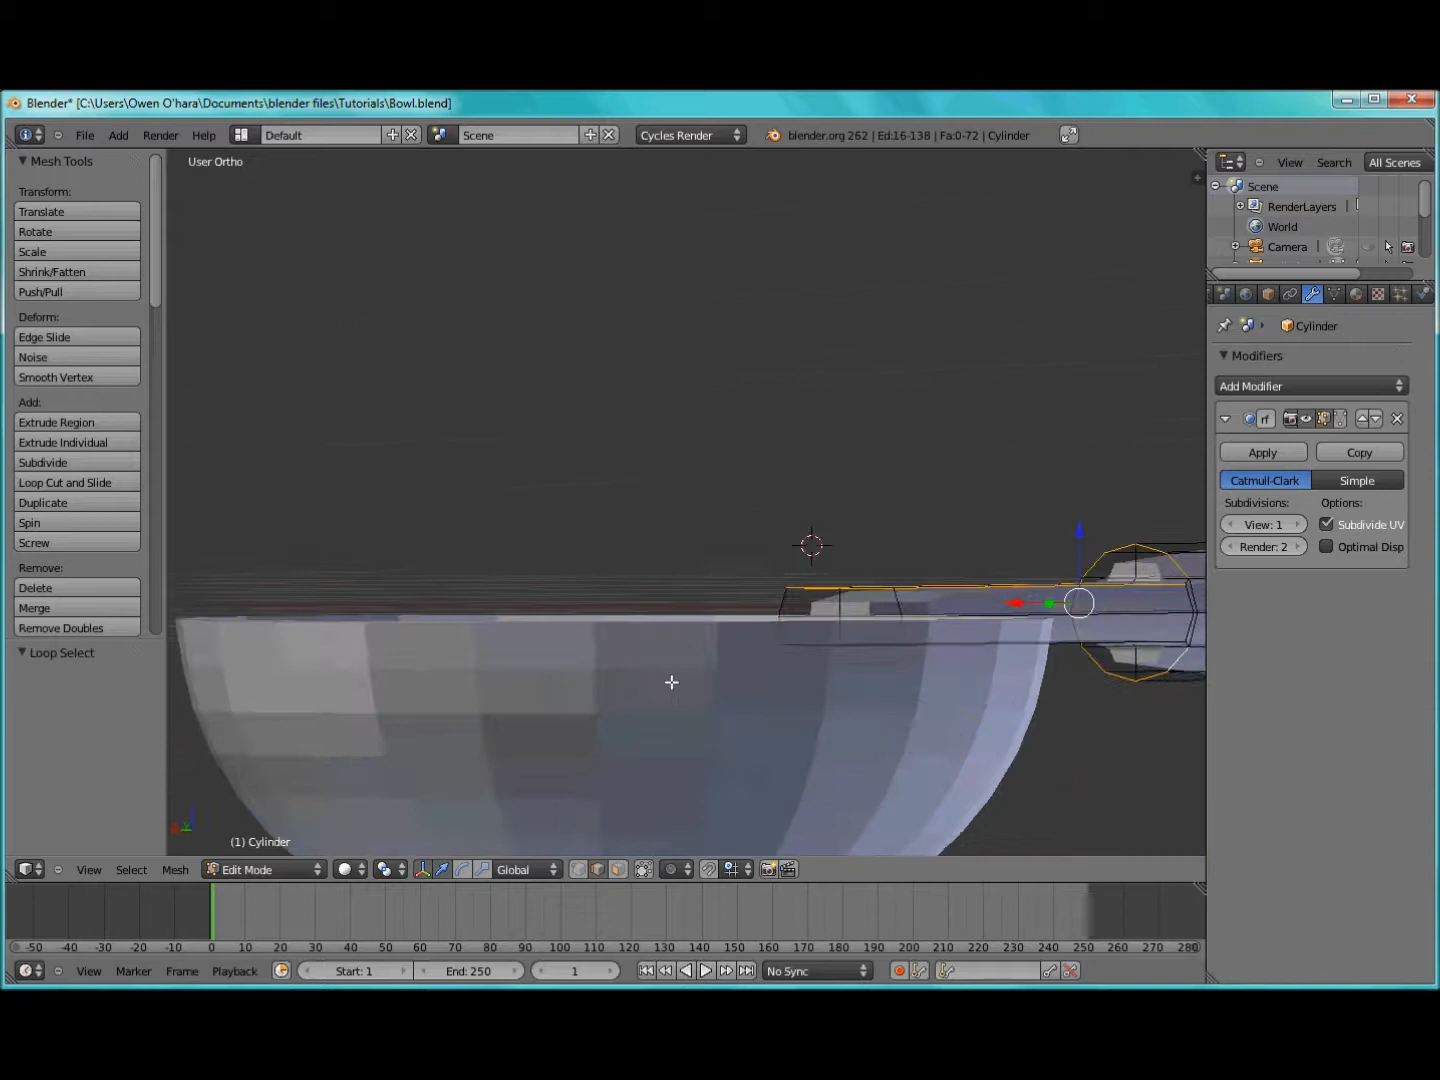 Blender* [C:\Users\Owen O'hara\Documents\blender files\Tutorials\Bowl.blend]
File Add Render Help Default Scene Cycles Render blender.org 262 | Ed:16-138 | Fa:0-72 | Cylinder
Mesh Tools
User Ortho
View Search All Scenes
Transform:
Translate
Rotate
Scale
Shrink/Fatten
Push/Pull
Deform:
Edge Slide
Noise
Smooth Vertex
Add:
Extrude Region
Extrude Individual
Subdivide
Loop Cut and Slide
Duplicate
Spin
Screw
Remove:
Delete
Merge
Remove Doubles
Loop Select
Scene
RenderLayers
World
Camera
Cylinder
Modifiers
Add Modifier
rf
Apply Copy
Catmull-Clark Simple
Subdivisions: Options:
View: 1 Subdivide UV
Render: 2 Optimal Disp
(1) Cylinder
View Select Mesh Edit Mode Global
-50 -40 -30 -20 -10 0 10 20 30 40 50 60 70 80 90 100 110 120 130 140 150 160 170 180 190 200 210 220 230 240 250 260 270 280
View Marker Frame Playback Start: 1 End: 250 1 No Sync